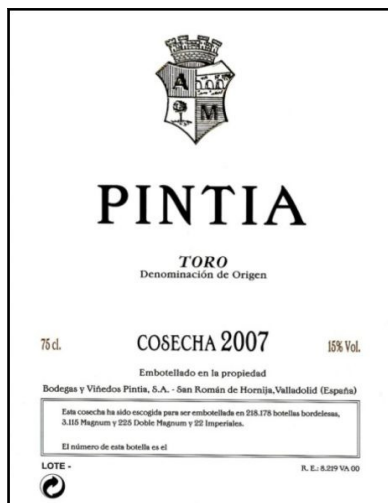 A
M
PINTIA
TORO
Denominación de Origen
75 cl.
COSECHA 2007
15% Vol.
Embotellado en la propiedad
Bodegas y Viñedos Pintia, S.A. - San Román de Hornija, Valladolid (España)
Esta cosecha ha sido escogida para ser embotellada en 218.178 botellas bordelesas,
3.115 Magnum y 225 Doble Magnum y 22 Imperiales.
El número de esta botella es el
LOTE -
R. E.: 8.219 VA 00